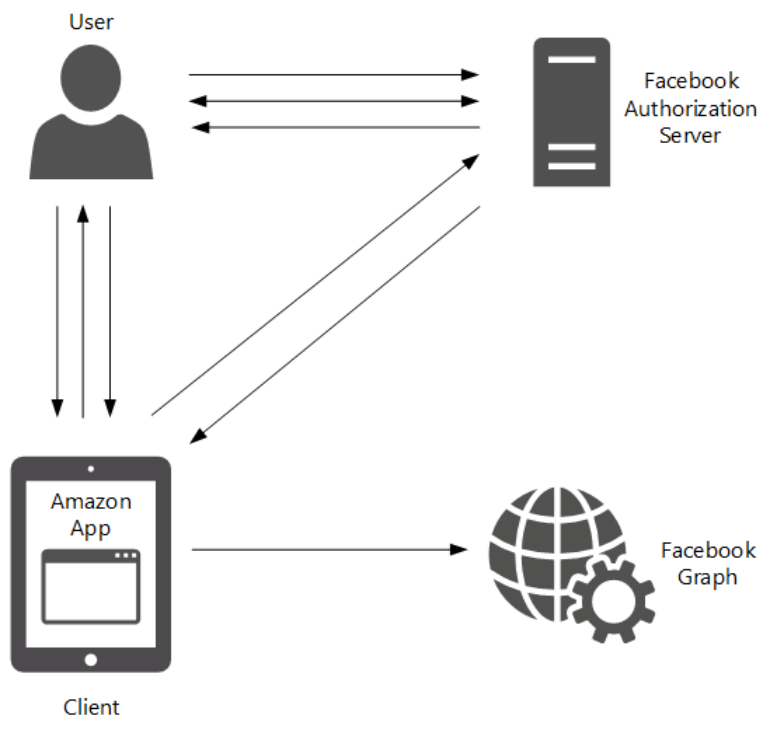 User
Facebook
Authorization
Server
Amazon
App
Facebook
Graph
Client